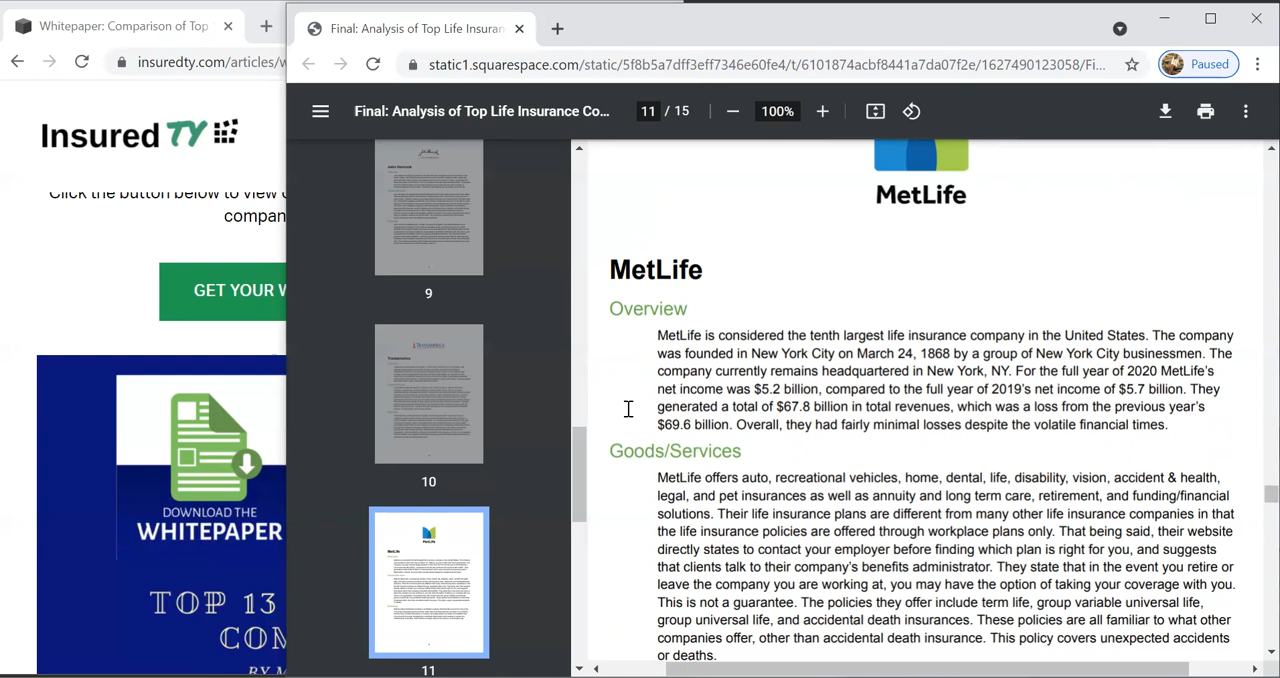 Whitepaper: Comparison of Top
Final: Analysis of Top Life Insuran
insuredty.com/articles/w
static1.squarespace.com/static/5f8b5a7dff3eff7346e60fe4/t/6101874acbf8441a7da07f2e/1627490123058/Fi...
Paused
Final: Analysis of Top Life Insurance Co...
11 / 15
100%
Insured TY
Click the button below to view
compan
GET YOUR W
DOWNLOAD THE
WHITEPAPER
TOP 13
COM
BY M
9
Transamerica
10
MetLife
11
MetLife
MetLife
Overview
MetLife is considered the tenth largest life insurance company in the United States. The company
was founded in New York City on March 24, 1868 by a group of New York City businessmen. The
company currently remains headquartered in New York, NY. For the full year of 2020 MetLife's
net income was $5.2 billion, compared to the full year of 2019's net income of $5.7 billion. They
generated a total of $67.8 billion in total revenues, which was a loss from the previous year's
$69.6 billion. Overall, they had fairly minimal losses despite the volatile financial times.
Goods/Services
MetLife offers auto, recreational vehicles, home, dental, life, disability, vision, accident & health,
legal, and pet insurances as well as annuity and long term care, retirement, and funding/financial
solutions. Their life insurance plans are different from many other life insurance companies in that
the life insurance policies are offered through workplace plans only. That being said, their website
directly states to contact your employer before finding which plan is right for you, and suggests
employees talk to their company's benefits administrator. They state that in the event you retire or
leave the company you are working at, you may have the option of taking your coverage with you.
This is not a guarantee. The policies they offer include term life, group variable universal life,
group universal life, and accidental death insurances. These policies are all familiar to what other
companies offer, other than accidental death insurance. This policy covers unexpected accidents
or deaths.